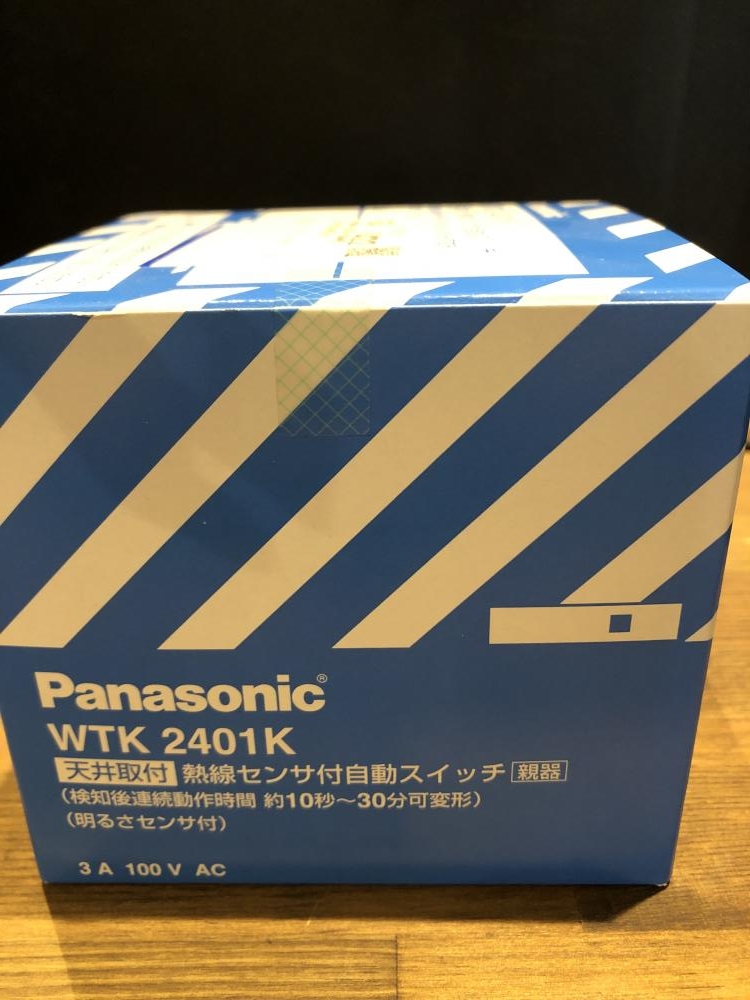 Panasonic®
WTK 2401K
天井取付 熱線センサ付自動スイッチ 親器
(検知後連続動作時間 約10秒〜30分可変形)
(明るさセンサ付)
3 A 100 V AC